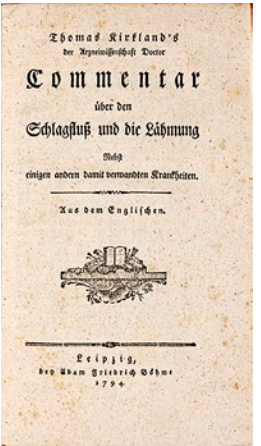 Thomas Kirkland's
der Arzneiwissenschaft Doctor
Commentar
über den
Schlagfluß und die Lähmung
Nebst
einigen andern damit verwandten Krankheiten.
Aus dem Englischen.
Leipzig,
bey Adam Friedrich Böhme
1794